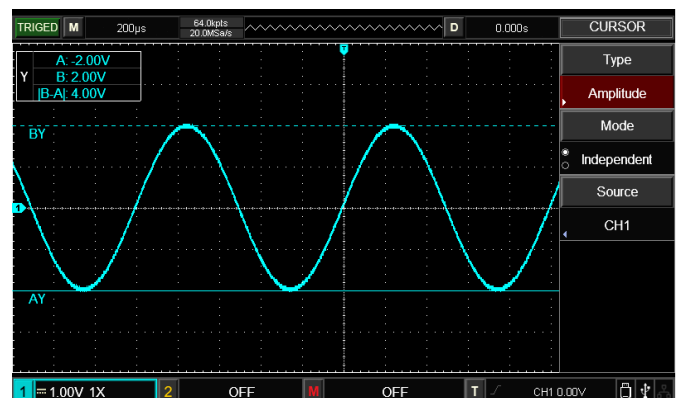 TRIGED M 200µs 64.0kpts D 0.000s CURSOR
20.0MSa/s
T
A: -2.00V
Y B: 2.00V
|B-A|: 4.00V
Type
Amplitude
BY
Mode
Independent
Source
1
CH1
AY
1 1.00V 1X 2 OFF M OFF T CH1 0.00V